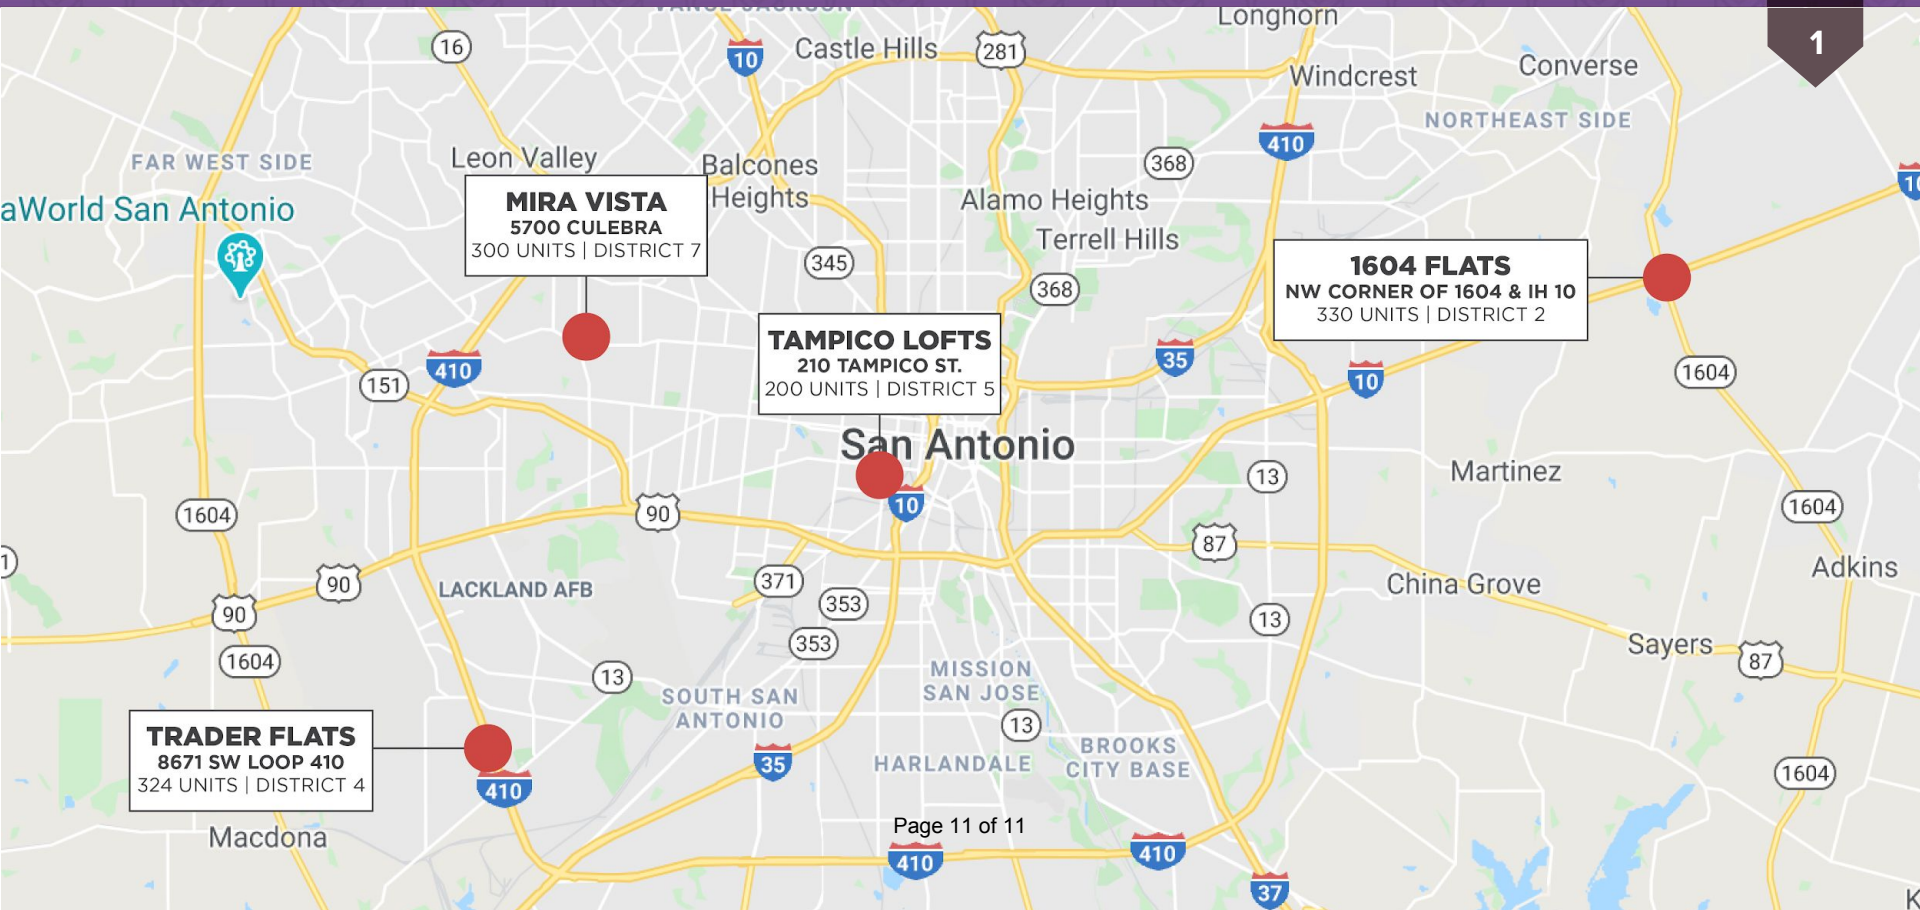 VANCE JACKSON
Longhorn
1
16
10
Castle Hills
281
Windcrest
Converse
NORTHEAST SIDE
410
FAR WEST SIDE
Leon Valley
Balcones
Heights
368
10
aWorld San Antonio
MIRA VISTA
5700 CULEBRA
300 UNITS | DISTRICT 7
Alamo Heights
Terrell Hills
345
368
1604 FLATS
NW CORNER OF 1604 & IH 10
330 UNITS | DISTRICT 2
TAMPICO LOFTS
210 TAMPICO ST.
200 UNITS | DISTRICT 5
410
151
35
10
1604
San Antonio
13
Martinez
10
1604
90
1604
87
1
Adkins
90
LACKLAND AFB
371
China Grove
353
90
13
353
Sayers
1604
87
13
MISSION
SAN JOSE
SOUTH SAN
ANTONIO
13
TRADER FLATS
8671 SW LOOP 410
324 UNITS | DISTRICT 4
BROOKS
CITY BASE
HARLANDALE
35
1604
410
Macdona
Page 11 of 11
410
410
37
K